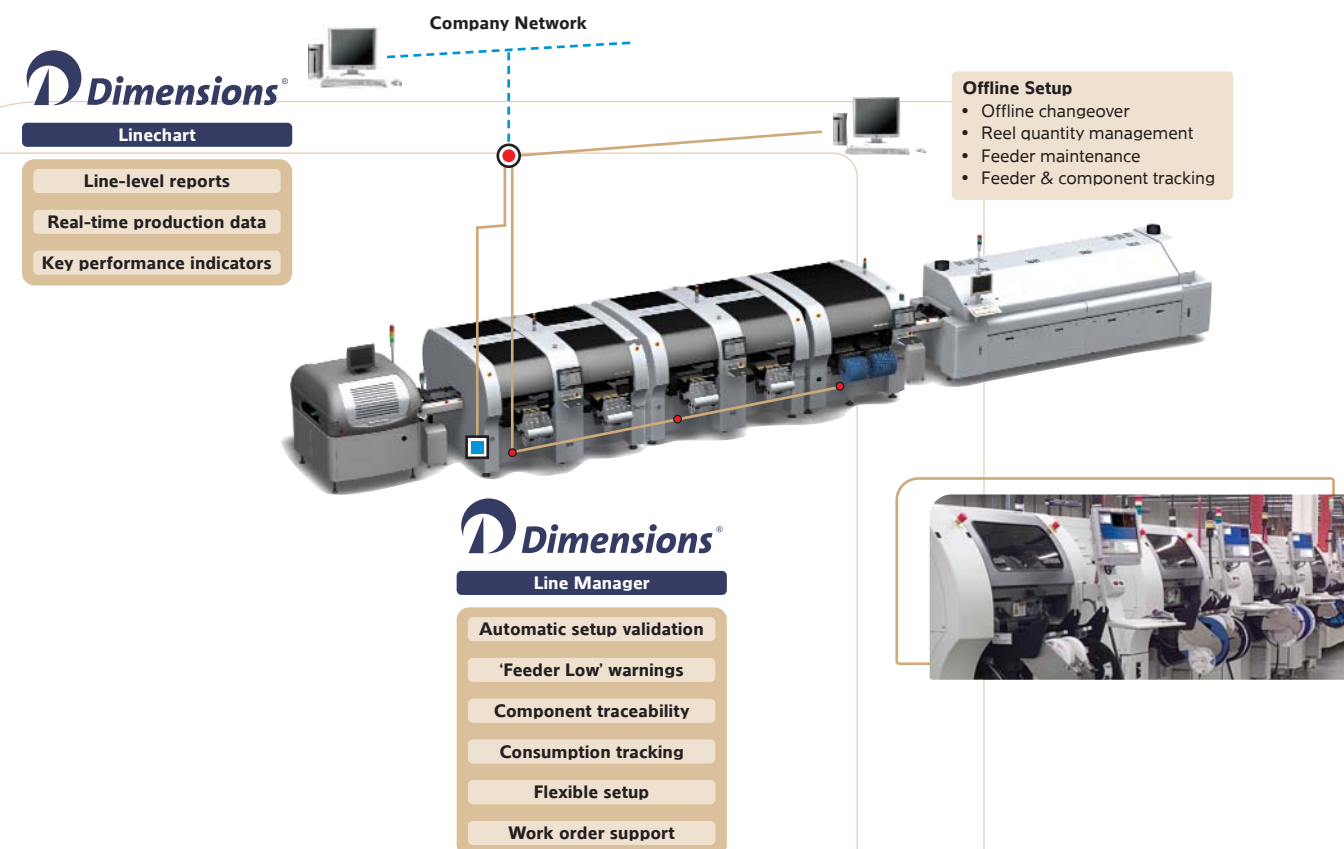 Company Network
Dimensions®
Linechart
Line-level reports
Real-time production data
Key performance indicators
Offline Setup
• Offline changeover
• Reel quantity management
• Feeder maintenance
• Feeder & component tracking
Dimensions®
Line Manager
Automatic setup validation
‘Feeder Low’ warnings
Component traceability
Consumption tracking
Flexible setup
Work order support